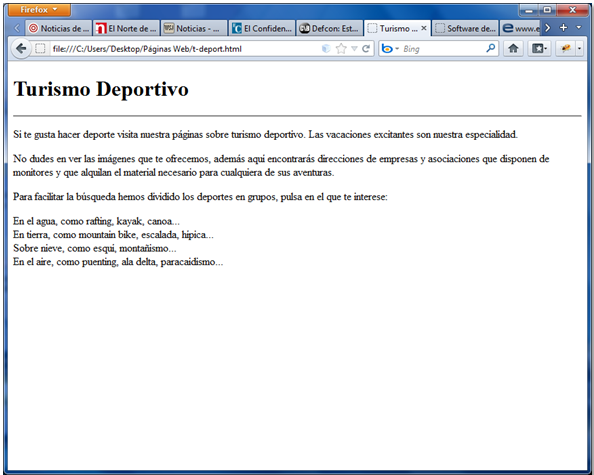 Firefox
Noticias de ...
El Norte de ...
Noticias - ...
El Confiden...
Defcon: Est...
Turismo ...
Software de...
www.e
file:///C:/Users/Desktop/Páginas Web/t-deport.html
Bing
Turismo Deportivo
Si te gusta hacer deporte visita nuestra páginas sobre turismo deportivo. Las vacaciones excitantes son nuestra especialidad.
No dudes en ver las imágenes que te ofrecemos, además aqui encontrarás direcciones de empresas y asociaciones que disponen de
monitores y que alquilan el material necesario para cualquiera de sus aventuras.
Para facilitar la búsqueda hemos dividido los deportes en grupos, pulsa en el que te interese:
En el agua, como rafting, kayak, canoa...
En tierra, como mountain bike, escalada, hipica...
Sobre nieve, como esqui, montañismo...
En el aire, como puenting, ala delta, paracaidismo...